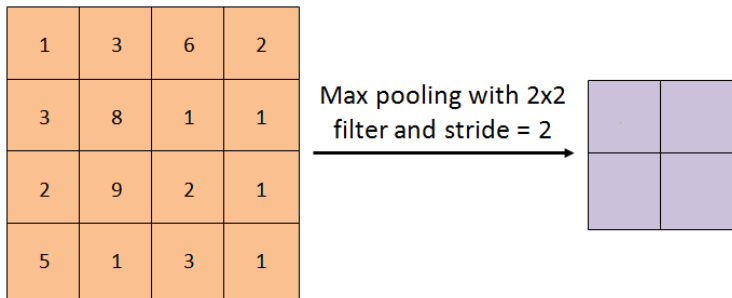 1 3 6 2
Max pooling with 2x2
3 8 1 1
filter and stride = 2
2 9 2 1
5 1 3 1